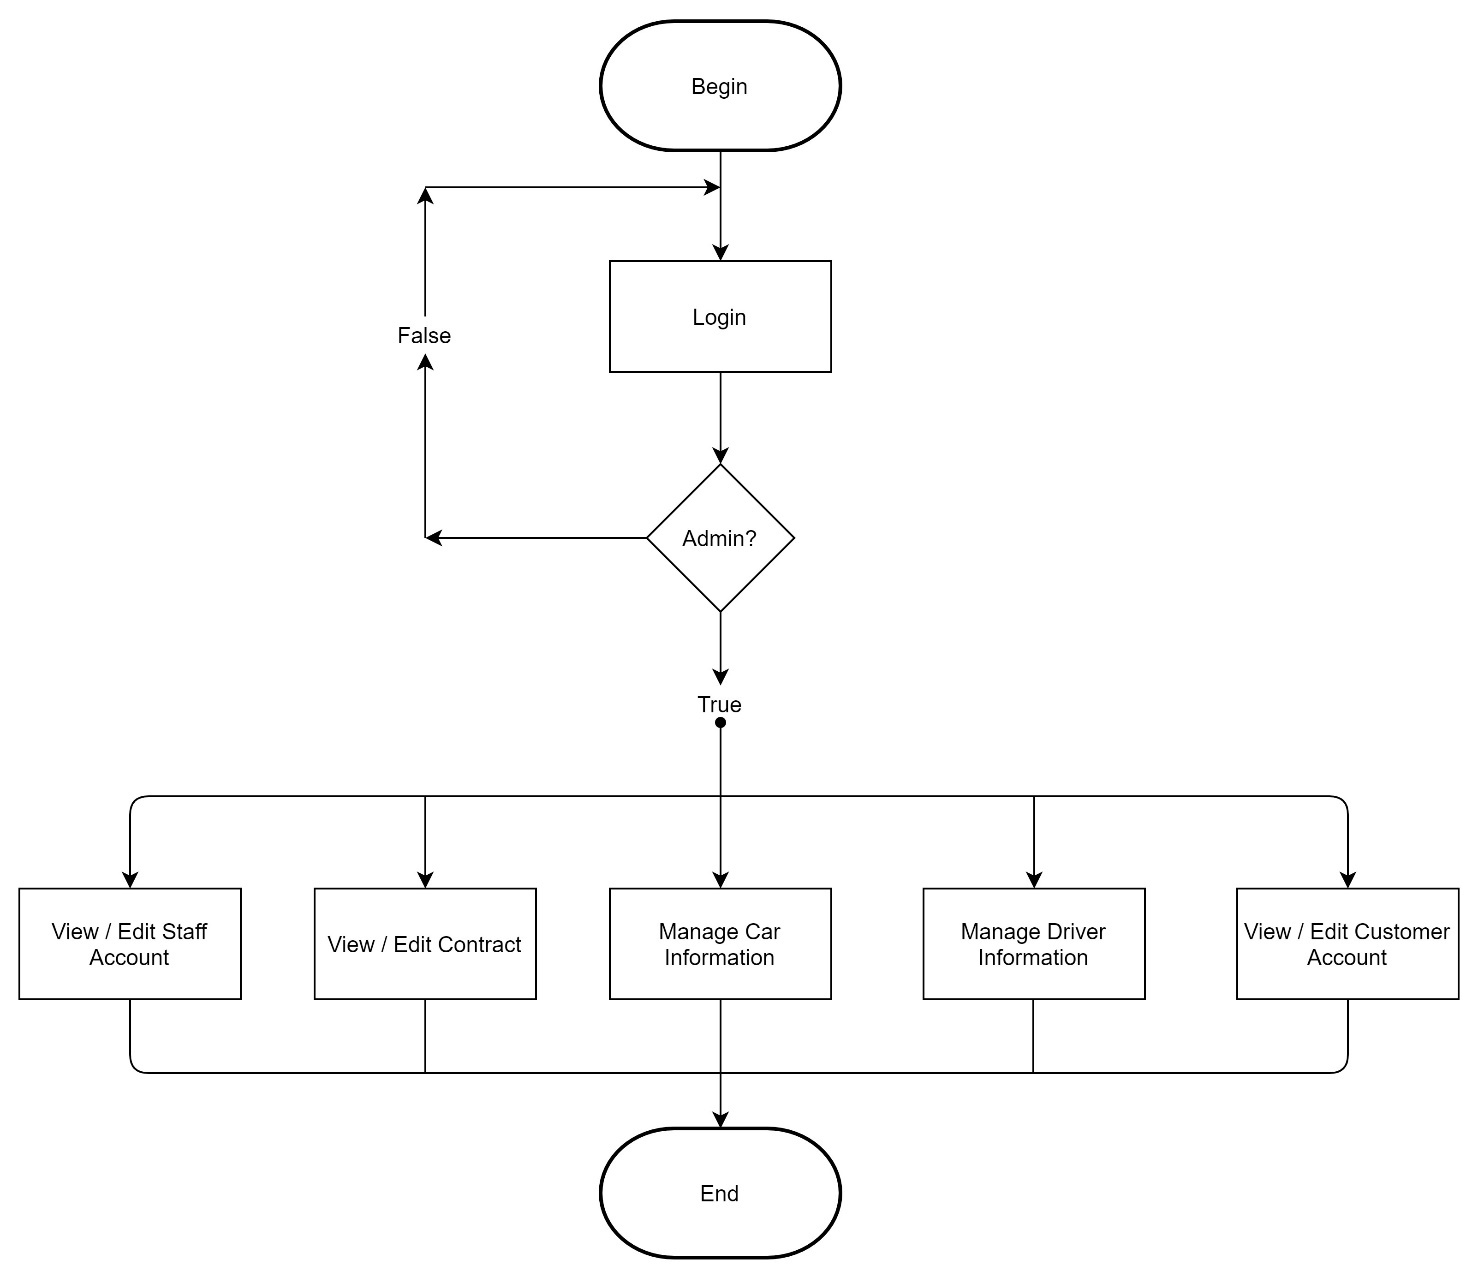 Begin
Login
False
Admin?
True
View / Edit Staff
Account
View / Edit Contract
Manage Car
Information
Manage Driver
Information
View / Edit Customer
Account
End